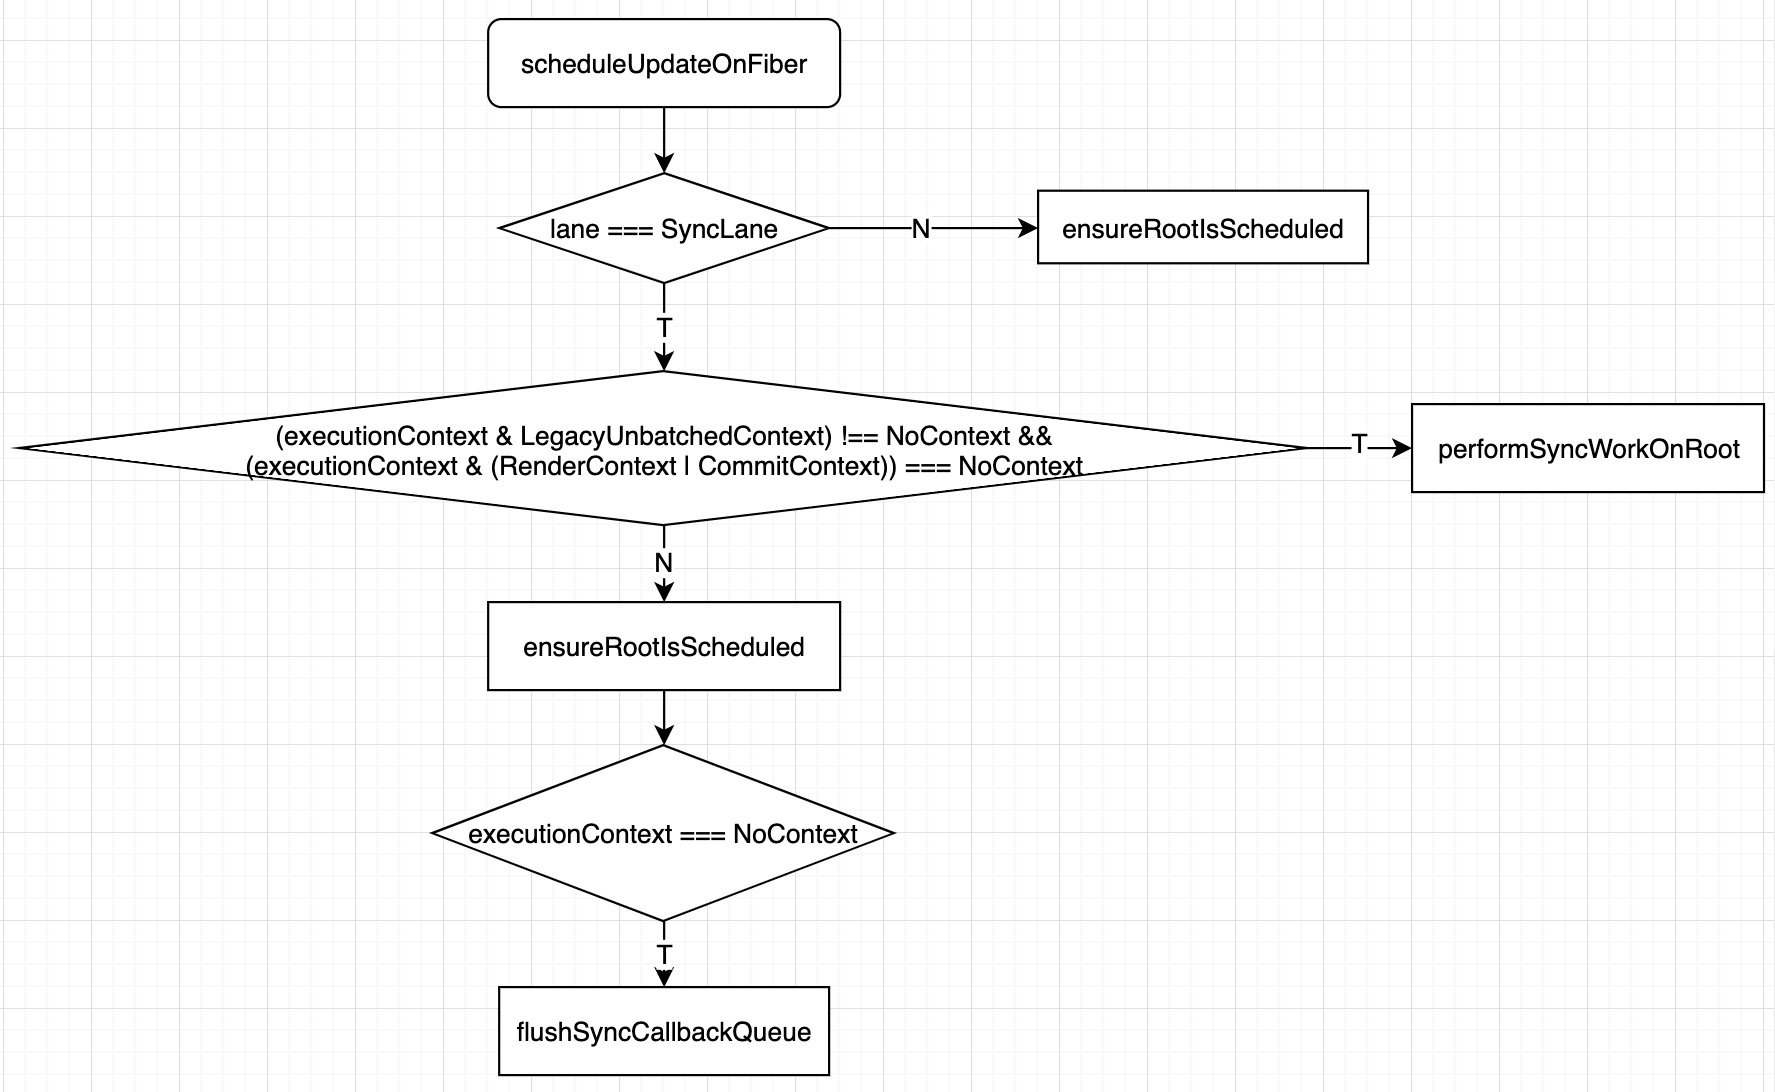 scheduleUpdateOnFiber
lane === SyncLane
N
ensureRootIsScheduled
T
(executionContext & LegacyUnbatchedContext) !== NoContext &&
(executionContext & (RenderContext | CommitContext)) === NoContext
T
performSyncWorkOnRoot
N
ensureRootIsScheduled
executionContext === NoContext
T
flushSyncCallbackQueue